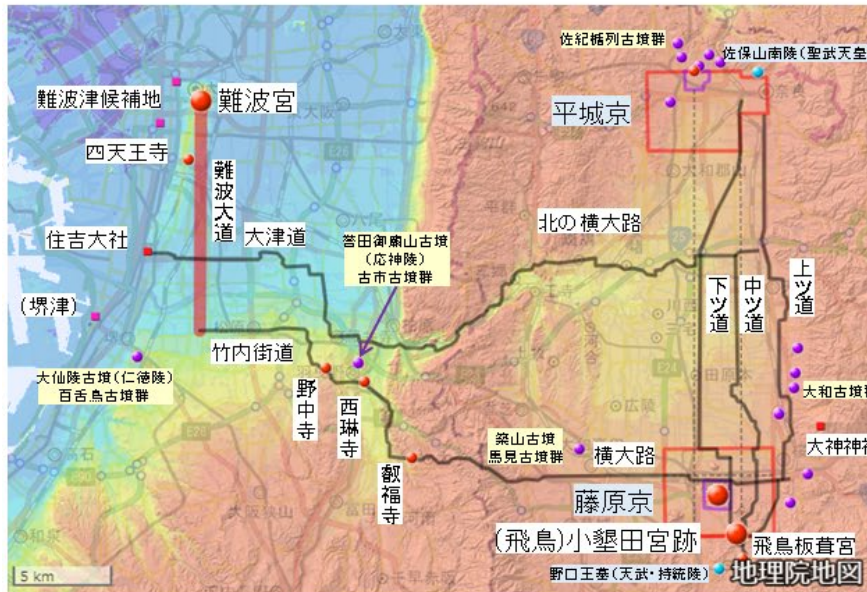 佐紀楯列古墳群
佐保山南陵(聖武天皇
難波津候補地
難波宮
平城京
四天王寺
難波大道
住吉大社
大津道
誉田御廟山古墳
(応神陵)
古市古墳群
北の横大路
下ツ道
中ツ道
上ツ道
(堺津)
竹内街道
大仙陵古墳(仁徳陵)
百舌鳥古墳群
野中寺
西琳寺
叡福寺
築山古墳
馬見古墳群
横大路
大和古墳群
大神神社
藤原京
(飛鳥)小墾田宮跡
飛鳥板葺宮
野口王墓(天武・持統陵)
地理院地図
5 km